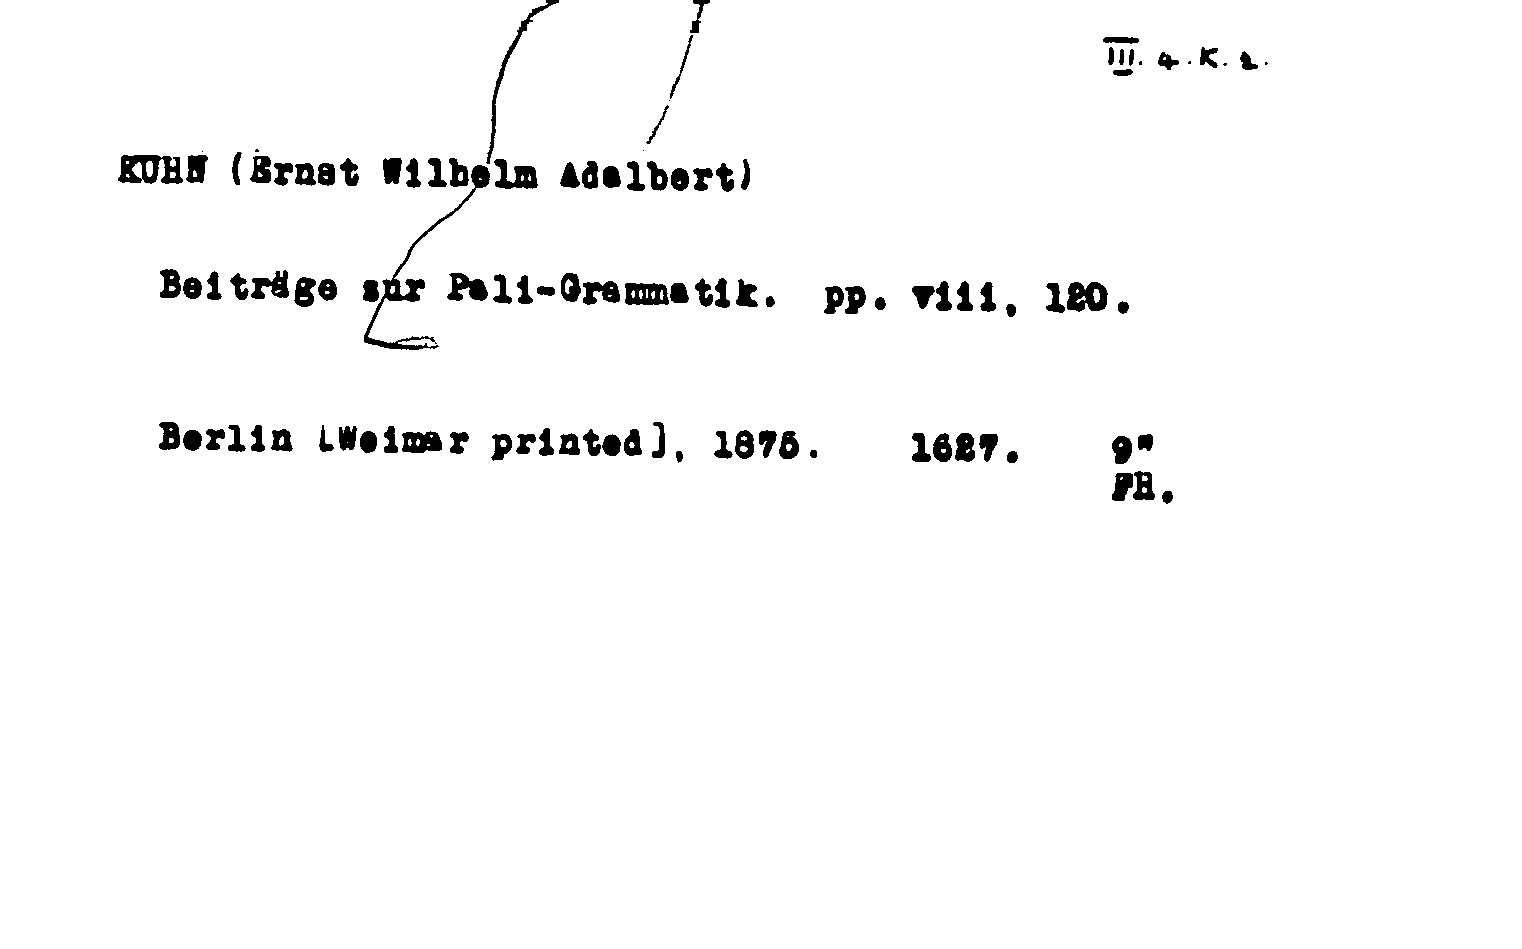 III. 4. K. 2.
KUHN (Ernst Wilhelm Adalbert)
Beiträge zur Pali-Grammatik. pp. viii, 120.
Berlin [Weimar printed], 1875. 1627. 9"
FH.